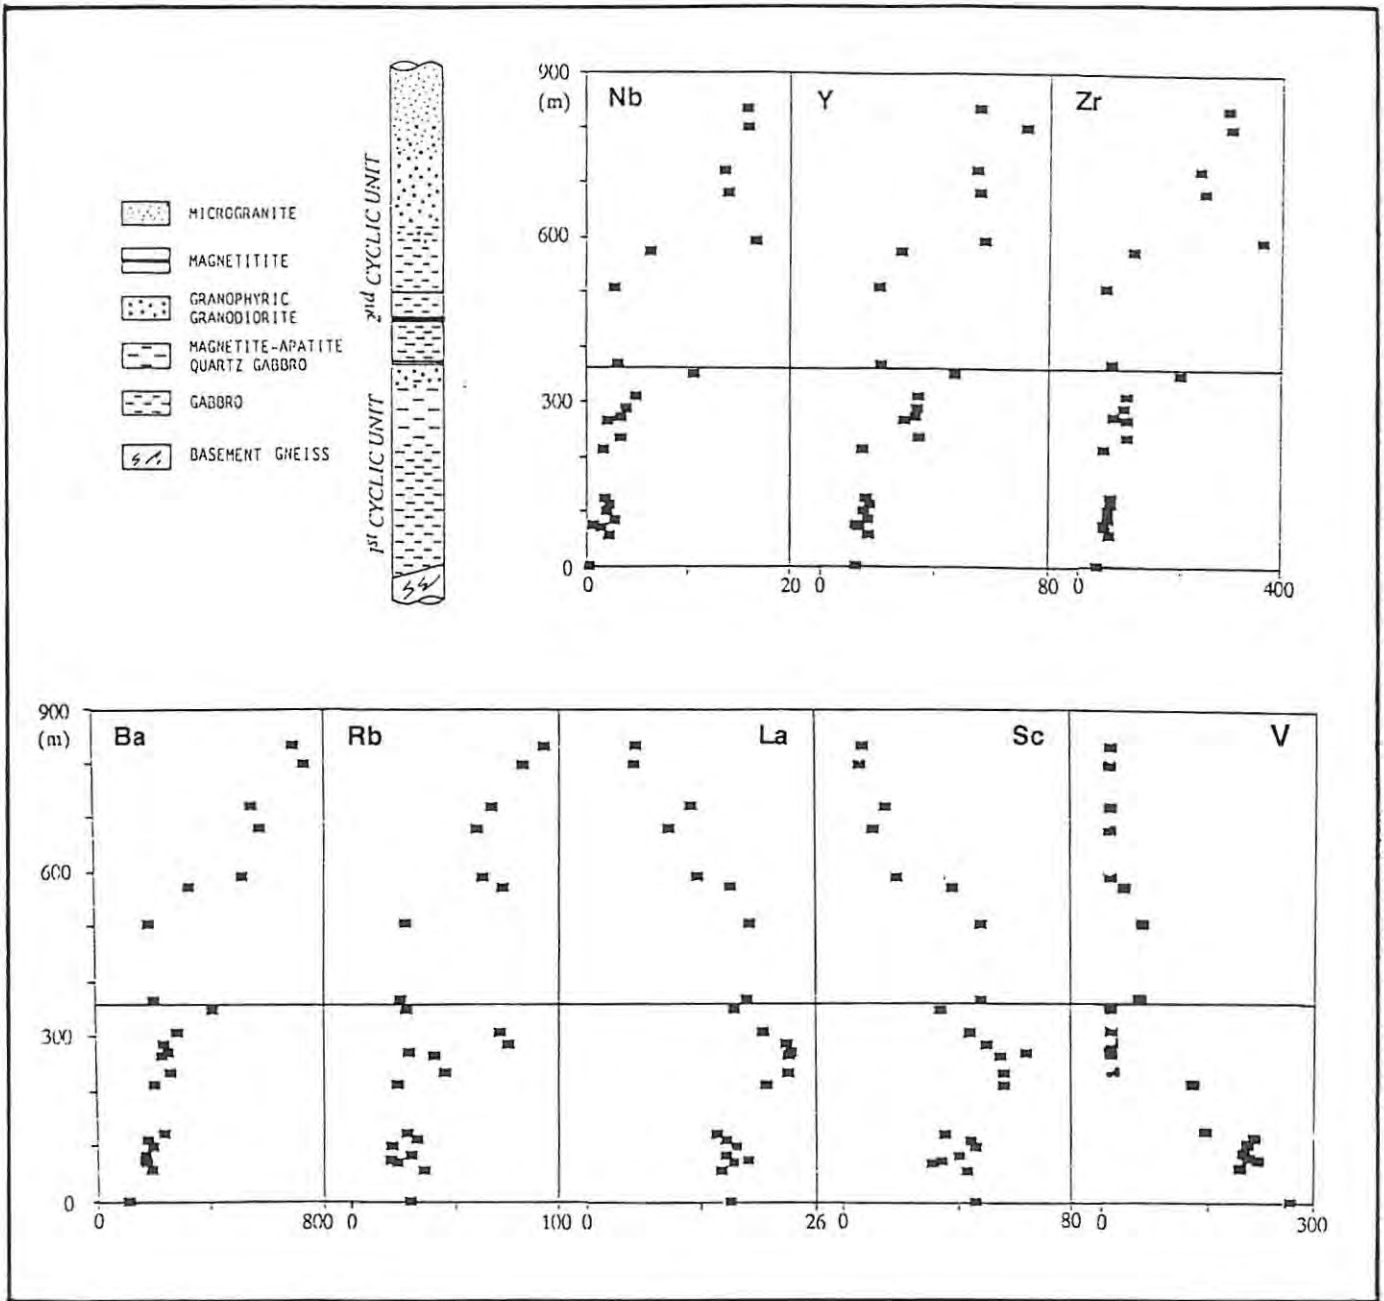 MICROGRANITE
MAGNETITITE
GRANOPHYRIC
GRANODIORITE
MAGNETITE-APATITE
QUARTZ GABBRO
GABBRO
BASEMENT GNEISS
2nd CYCLIC UNIT
1st CYCLIC UNIT
900
(m)
600
300
0
Nb
Y
Zr
0
20
0
80
0
400
900
(m)
600
300
0
Ba
Rb
La
Sc
V
0
800
0
100
0
26
0
80
0
300